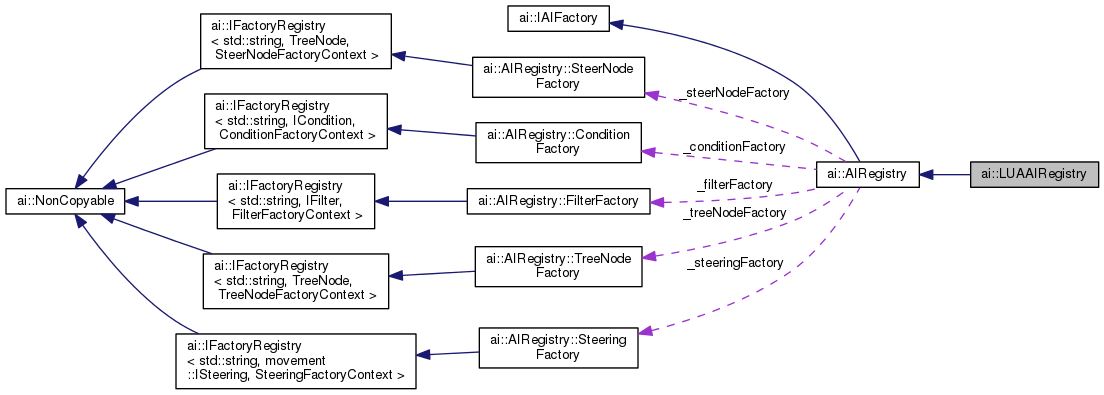 ai::IFactoryRegistry
< std::string, TreeNode,
SteerNodeFactoryContext >
ai::IAIFactory
ai::AIRegistry::SteerNode
Factory
_steerNodeFactory
ai::IFactoryRegistry
< std::string, ICondition,
ConditionFactoryContext >
ai::AIRegistry::Condition
Factory
_conditionFactory
ai::NonCopyable
ai::IFactoryRegistry
< std::string, IFilter,
FilterFactoryContext >
ai::AIRegistry::FilterFactory
_filterFactory
ai::AIRegistry
ai::LUAAIRegistry
_treeNodeFactory
ai::IFactoryRegistry
< std::string, TreeNode,
TreeNodeFactoryContext >
ai::AIRegistry::TreeNode
Factory
_steeringFactory
ai::IFactoryRegistry
< std::string, movement
::ISteering, SteeringFactoryContext >
ai::AIRegistry::Steering
Factory